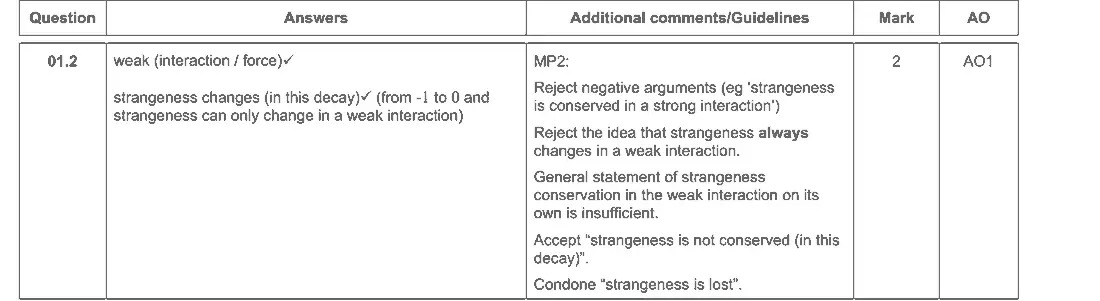 Question Answers Additional comments/Guidelines Mark AO
01.2 weak (interaction / force)✓ MP2: 2 AO1
Reject negative arguments (eg 'strangeness
is conserved in a strong interaction')
strangeness changes (in this decay)✓ (from -1 to 0 and
strangeness can only change in a weak interaction)
Reject the idea that strangeness always
changes in a weak interaction.
General statement of strangeness
conservation in the weak interaction on its
own is insufficient.
Accept “strangeness is not conserved (in this
decay)”.
Condone “strangeness is lost”.